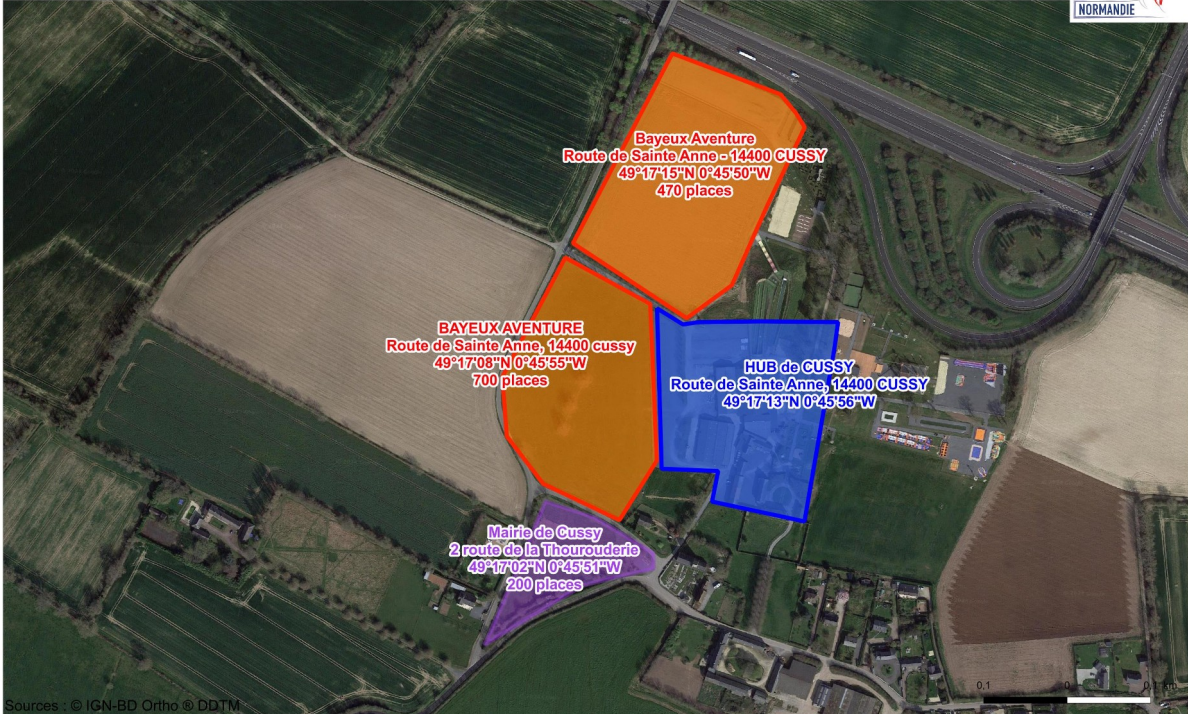 NORMANDIE
Bayeux Aventure
Route de Sainte Anne - 14400 CUSSY
49°17'15"N 0°45'50"W
470 places
BAYEUX AVENTURE
Route de Sainte Anne, 14400 cussy
49°17'08"N 0°45'55"W
700 places
HUB de CUSSY
Route de Sainte Anne, 14400 CUSSY
49°17'13"N 0°45'56"W
Mairie de Cussy
2 route de la Thourouderie
49°17'02"N 0°45'51"W
200 places
0,1 0 0,1 km
Sources : © IGN-BD Ortho ® DDTM